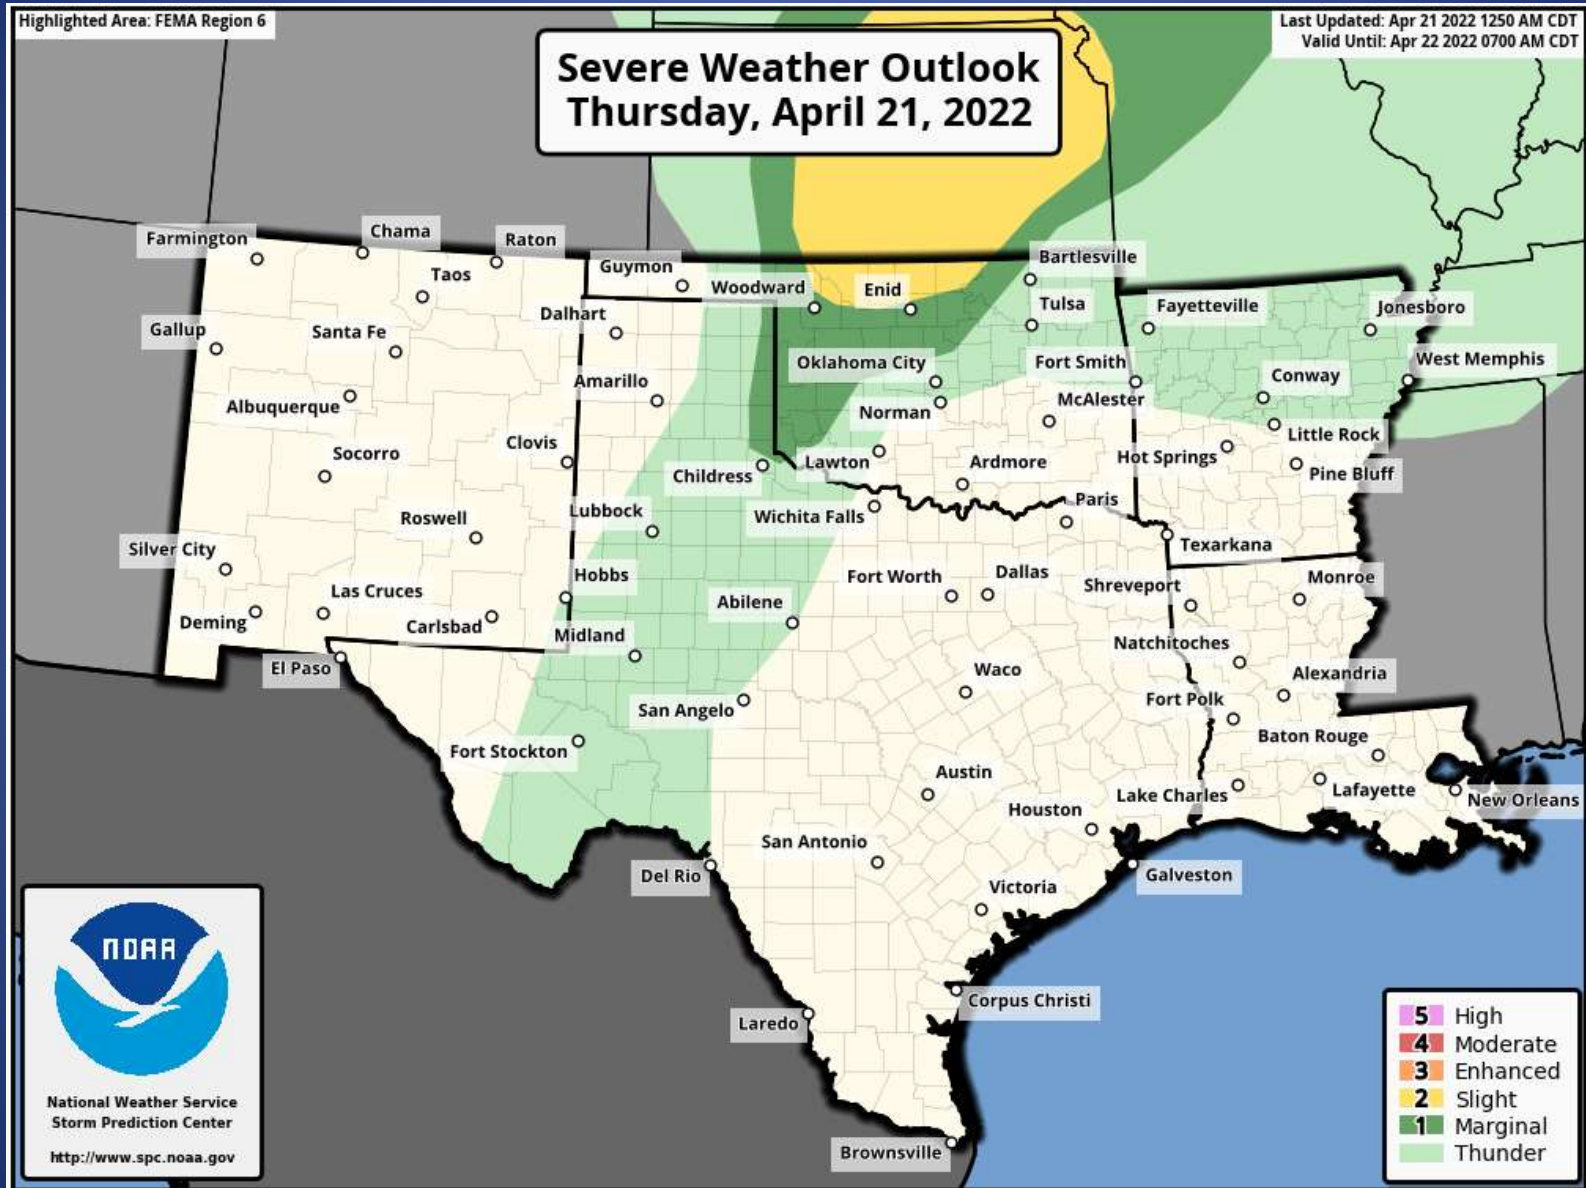 Highlighted Area: FEMA Region 6
Last Updated: Apr 21 2022 1250 AM CDT
Valid Until: Apr 22 2022 0700 AM CDT
Severe Weather Outlook
Thursday, April 21, 2022
Farmington
Chama
Raton
Taos
Guymon
Woodward
Enid
Bartlesville
Gallup
Santa Fe
Dalhart
Tulsa
Fayetteville
Jonesboro
Albuquerque
Amarillo
Oklahoma City
Fort Smith
Conway
West Memphis
Norman
McAlester
Socorro
Clovis
Childress
Lawton
Ardmore
Hot Springs
Little Rock
Pine Bluff
Roswell
Lubbock
Wichita Falls
Paris
Texarkana
Silver City
Hobbs
Fort Worth
Dallas
Shreveport
Monroe
Deming
Las Cruces
Carlsbad
Midland
Abilene
Natchitoches
El Paso
San Angelo
Waco
Fort Polk
Alexandria
Fort Stockton
Austin
Baton Rouge
Houston
Lake Charles
Lafayette
New Orleans
San Antonio
Del Rio
Victoria
Galveston
Laredo
Corpus Christi
Brownsville
NOAA
National Weather Service
Storm Prediction Center
http://www.spc.noaa.gov
5 High
4 Moderate
3 Enhanced
2 Slight
1 Marginal
Thunder